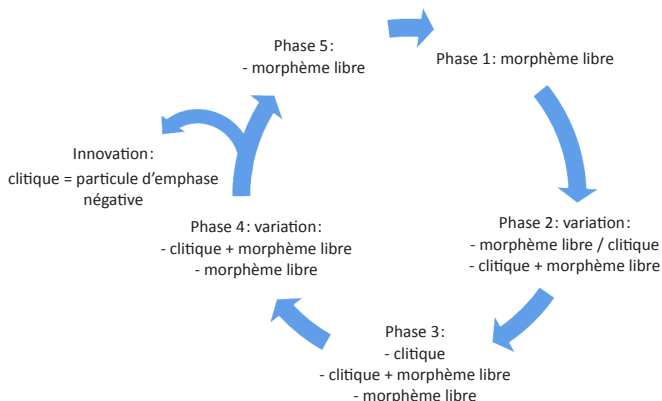 Phase 5 :
- morphème libre
Phase 1 : morphème libre
Innovation :
clitique = particule d’emphase
négative
Phase 2 : variation :
- morphème libre / clitique
- clitique + morphème libre
Phase 4 : variation :
- clitique + morphème libre
- morphème libre
Phase 3 :
- clitique
- clitique + morphème libre
- morphème libre